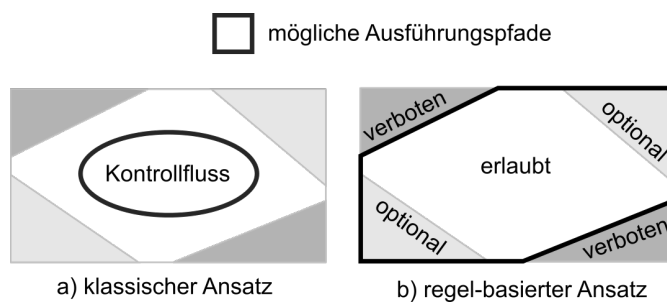 mögliche Ausführungspfade
Kontrollfluss
a) klassischer Ansatz
verboten
optional
erlaubt
optional
verboten
b) regel-basierter Ansatz